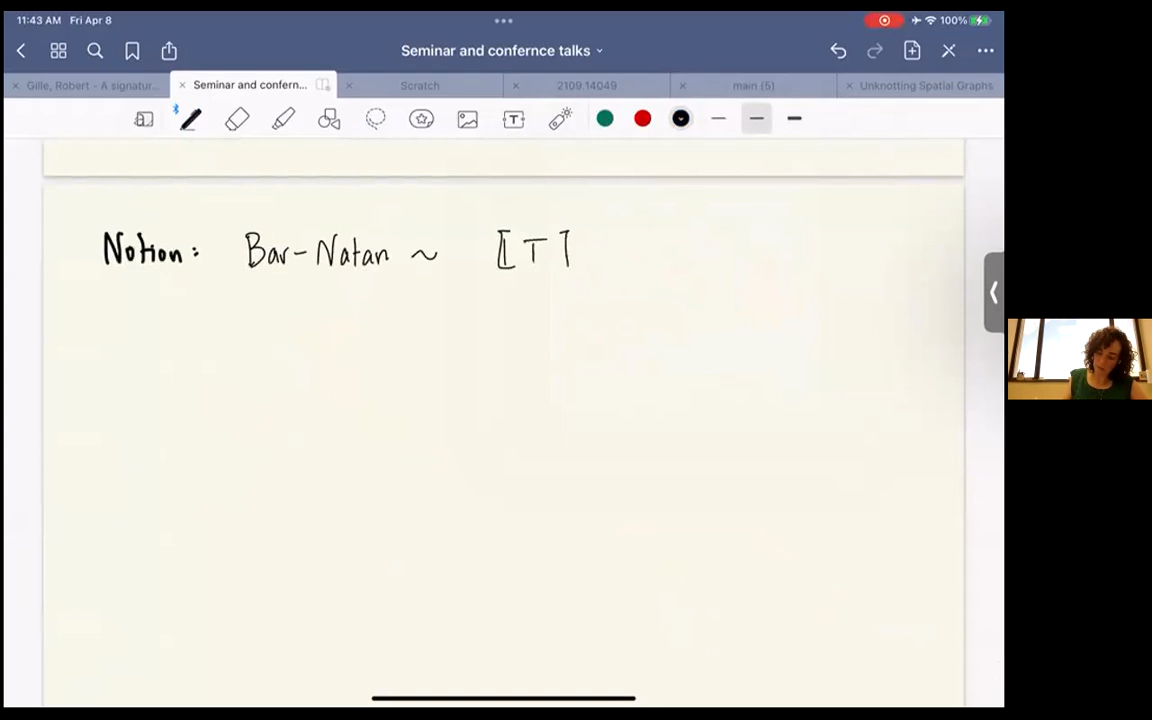 11:43 AM Fri Apr 8
100%
Seminar and confernce talks
Gille, Robert - A signatur...
Seminar and confern...
Scratch
2109.14049
main (5)
Unknotting Spatial Graphs
Notion: Bar-Natan ~ ⟦T]